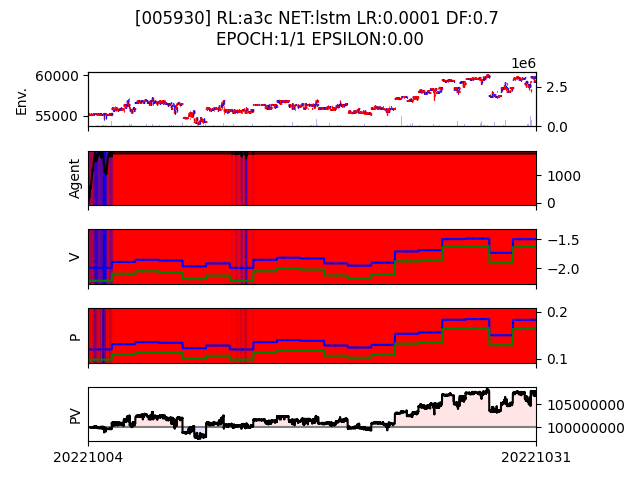 [005930] RL:a3c NET:lstm LR:0.0001 DF:0.7
EPOCH:1/1 EPSILON:0.00
1e6
60000
55000
Env.
2.5
0.0
Agent
1000
0
V
−1.5
−2.0
P
0.2
0.1
PV
105000000
100000000
20221004
20221031